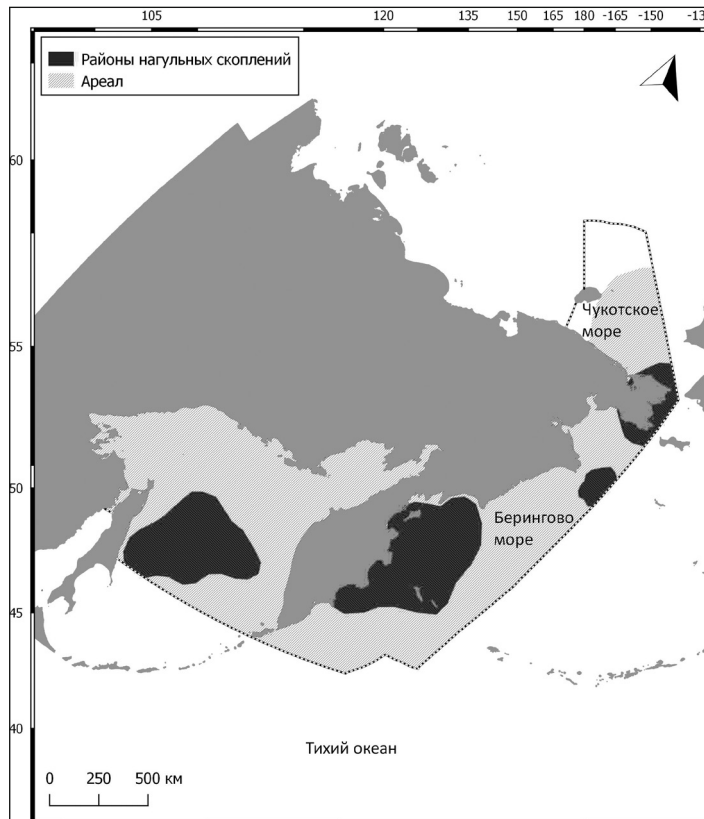 105 120 135 150 165 180 -165 -150 -13
Районы нагульных скоплений
Ареал
60
Чукотское
море
55
50
Берингово
море
45
40
Тихий океан
0 250 500 км